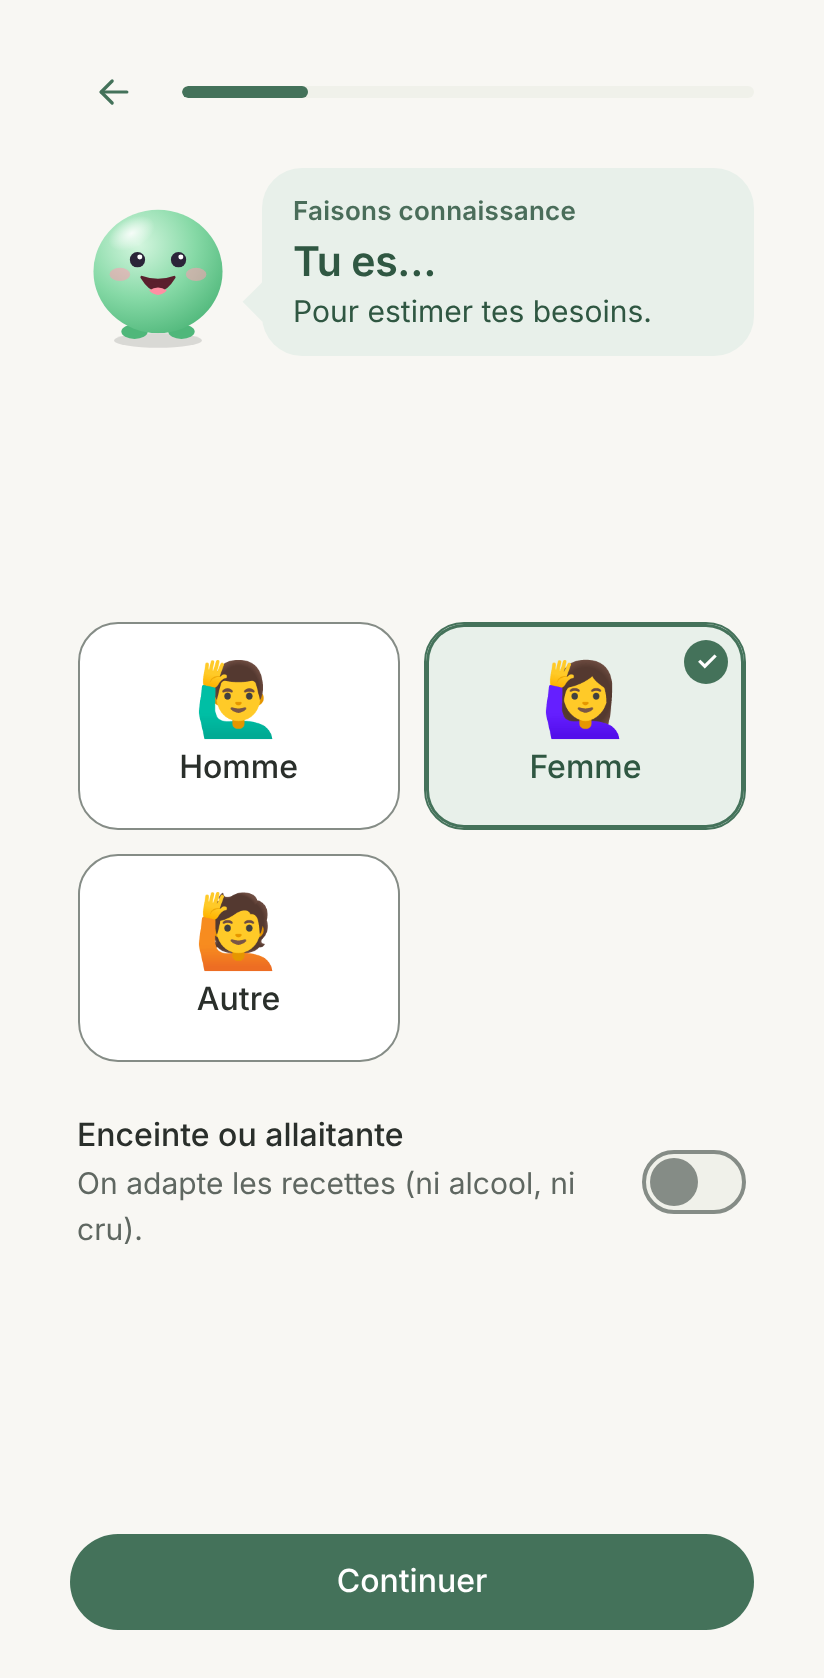 Faisons connaissance
Tu es...
Pour estimer tes besoins.
Homme
Femme
Autre
Enceinte ou allaitante
On adapte les recettes (ni alcool, ni
cru).
Continuer